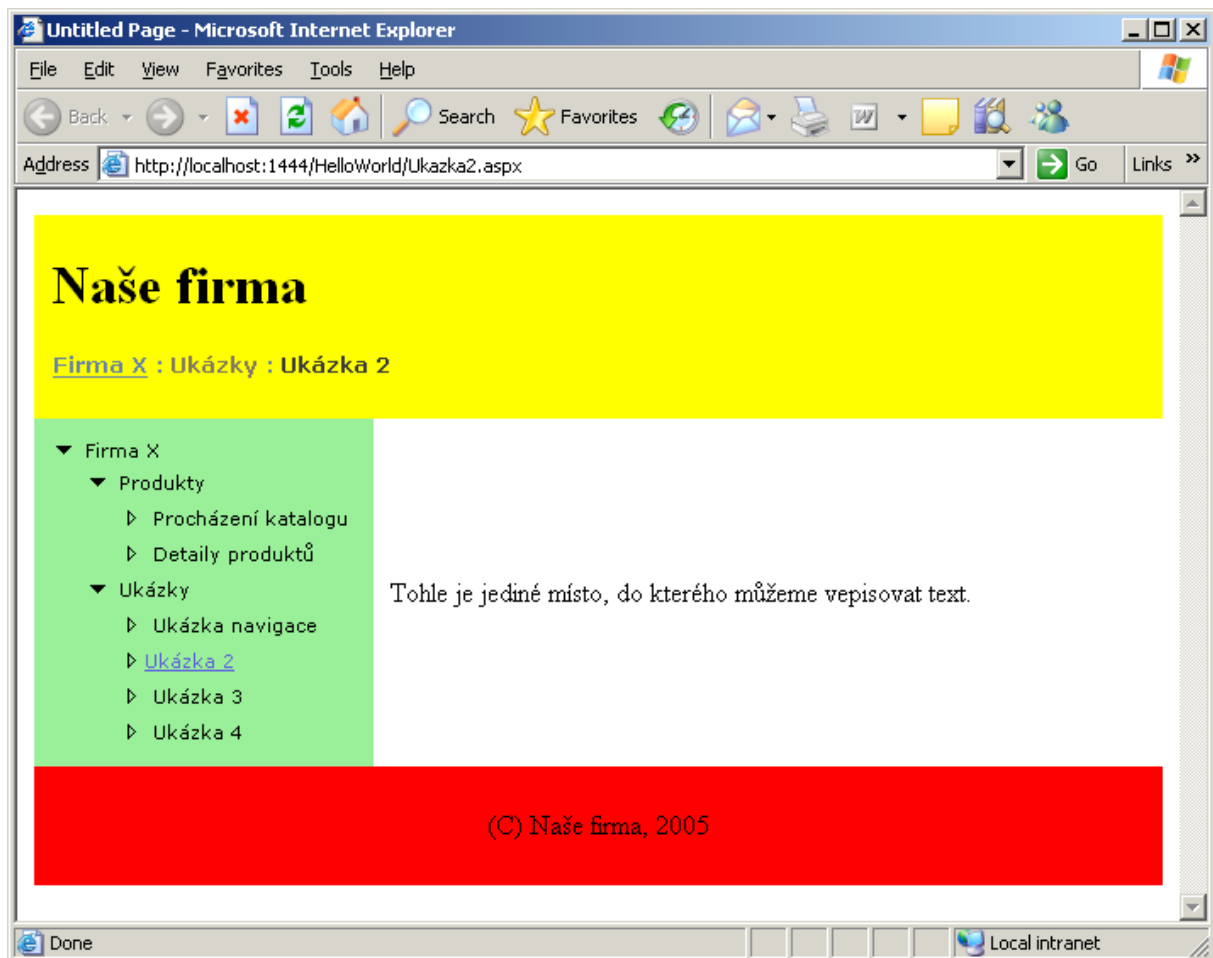 Untitled Page - Microsoft Internet Explorer
File Edit View Favorites Tools Help
Back Search Favorites
Address http://localhost:1444/HelloWorld/Ukazka2.aspx Go Links »
Naše firma
Firma X : Ukázky : Ukázka 2
Firma X
Produkty
Procházení katalogu
Detaily produktů
Ukázky
Ukázka navigace
Ukázka 2
Ukázka 3
Ukázka 4
Tohle je jediné místo, do kterého můžeme vepisovat text.
(C) Naše firma, 2005
Done Local intranet